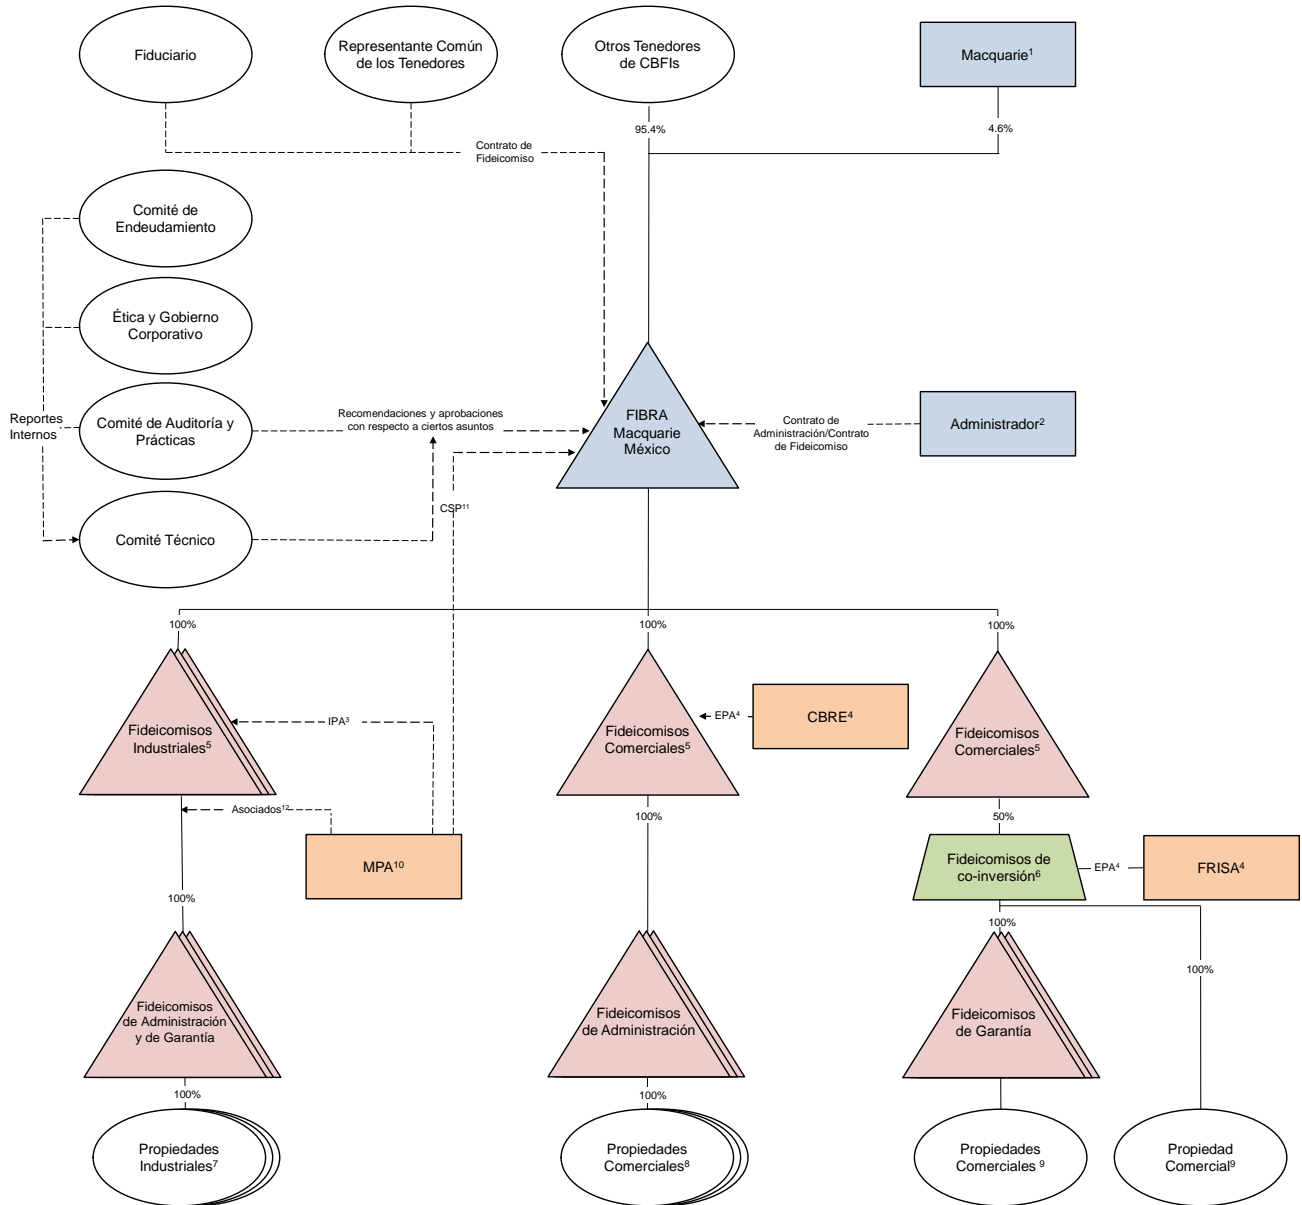 Fiduciario
Representante Común
de los Tenedores
Otros Tenedores
de CBFIs
Macquarie¹
95.4%
4.6%
Contrato de
Fideicomiso
Comité de
Endeudamiento
Ética y Gobierno
Corporativo
Reportes
Internos
Comité de Auditoría y
Prácticas
Recomendaciones y aprobaciones
con respecto a ciertos asuntos
FIBRA
Macquarie
México
Contrato de
Administración/Contrato
de Fideicomiso
Administrador²
CSP¹¹
Comité Técnico
100%
100%
100%
Fideicomisos
Industriales⁵
IPA³
Fideicomisos
Comerciales⁵
EPA⁴
CBRE⁴
Fideicomisos
Comerciales⁵
Asociados¹²
100%
50%
MPA¹⁰
Fideicomisos de
co-inversión⁶
EPA⁴
FRISA⁴
100%
100%
100%
Fideicomisos
de Administración
y de Garantía
Fideicomisos
de Administración
Fideicomisos
de Garantía
100%
100%
Propiedades
Industriales⁷
Propiedades
Comerciales⁸
Propiedades
Comerciales ⁹
Propiedad
Comercial⁹